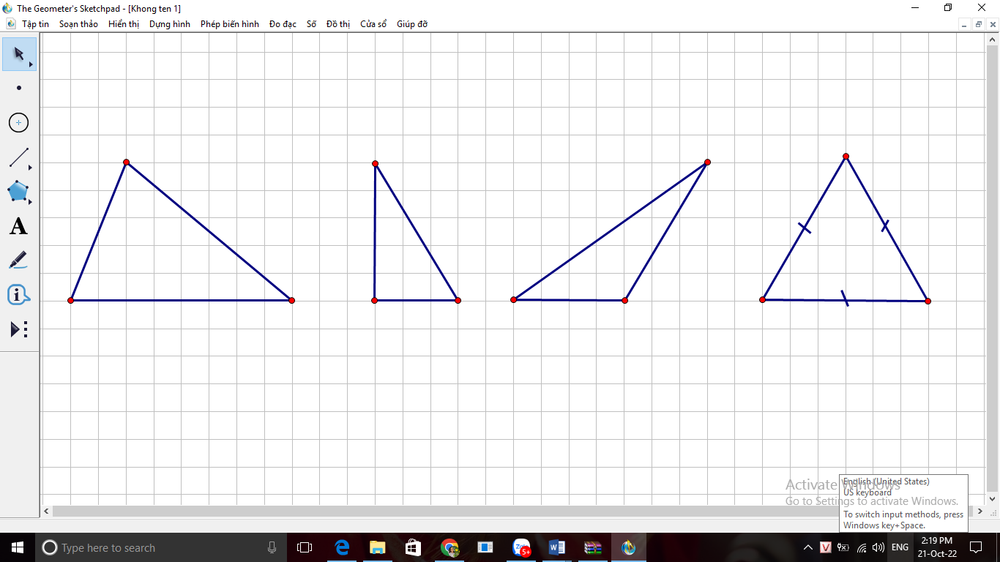 The Geometer's Sketchpad - [Khong ten 1]
Tập tin Soạn thảo Hiển thị Dựng hình Phép biến hình Đo đạc Số Đồ thị Cửa sổ Giúp đỡ
A
Activate Windows
Go to Settings to activate Windows.
English (United States)
US keyboard
To switch input methods, press
Windows key+Space.
Type here to search
5+
ENG
2:19 PM
21-Oct-22